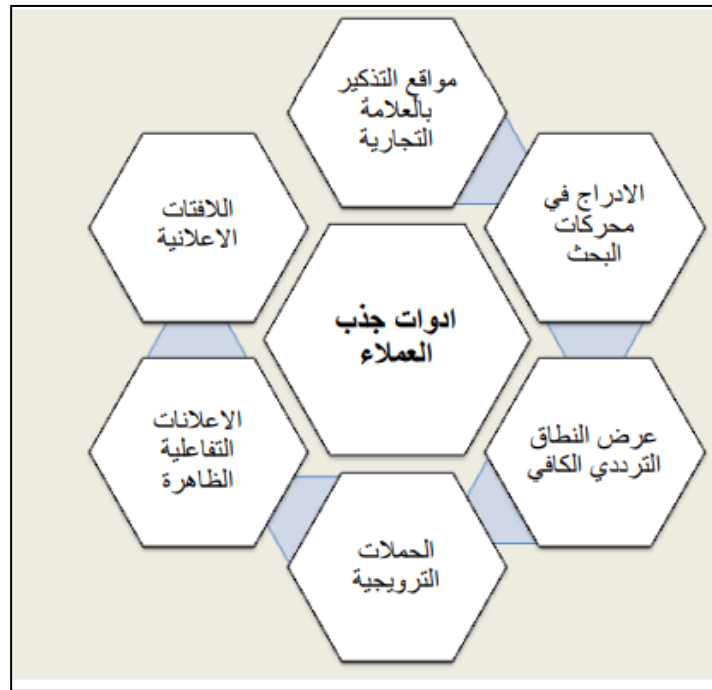 مواقع التذكير
بالعلامة
التجارية
الادراج في
محركات
البحث
عرض النطاق
الترددي الكافي
الحملات
الترويجية
الاعلانات
التفاعلية
الظاهرة
اللافتات
الاعلانية
ادوات جذب
العملاء